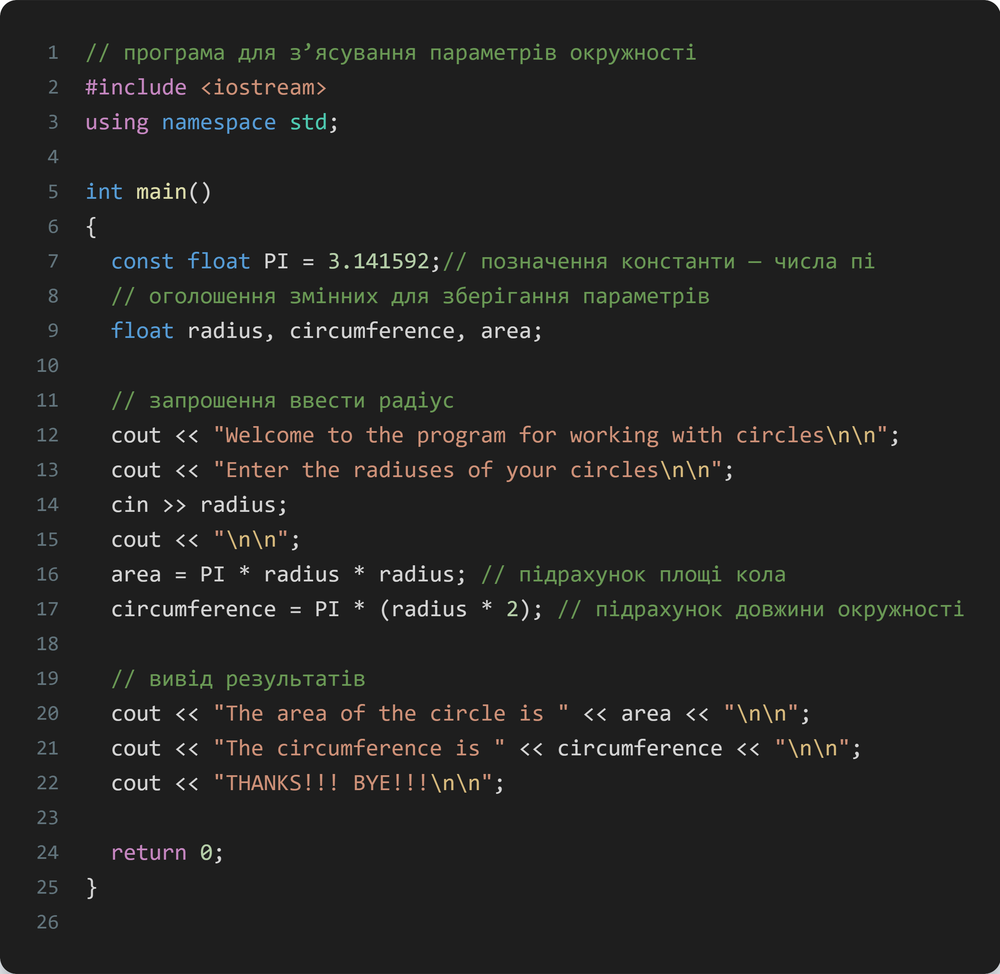 1 // програма для з’ясування параметрів окружності
2 #include <iostream>
3 using namespace std;
4
5 int main()
6 {
7   const float PI = 3.141592;// позначення константи – числа пі
8   // оголошення змінних для зберігання параметрів
9   float radius, circumference, area;
10
11   // запрошення ввести радіус
12   cout << "Welcome to the program for working with circles\n\n";
13   cout << "Enter the radiuses of your circles\n\n";
14   cin >> radius;
15   cout << "\n\n";
16   area = PI * radius * radius; // підрахунок площі кола
17   circumference = PI * (radius * 2); // підрахунок довжини окружності
18
19   // вивід результатів
20   cout << "The area of the circle is " << area << "\n\n";
21   cout << "The circumference is " << circumference << "\n\n";
22   cout << "THANKS!!! BYE!!!\n\n";
23
24   return 0;
25 }
26